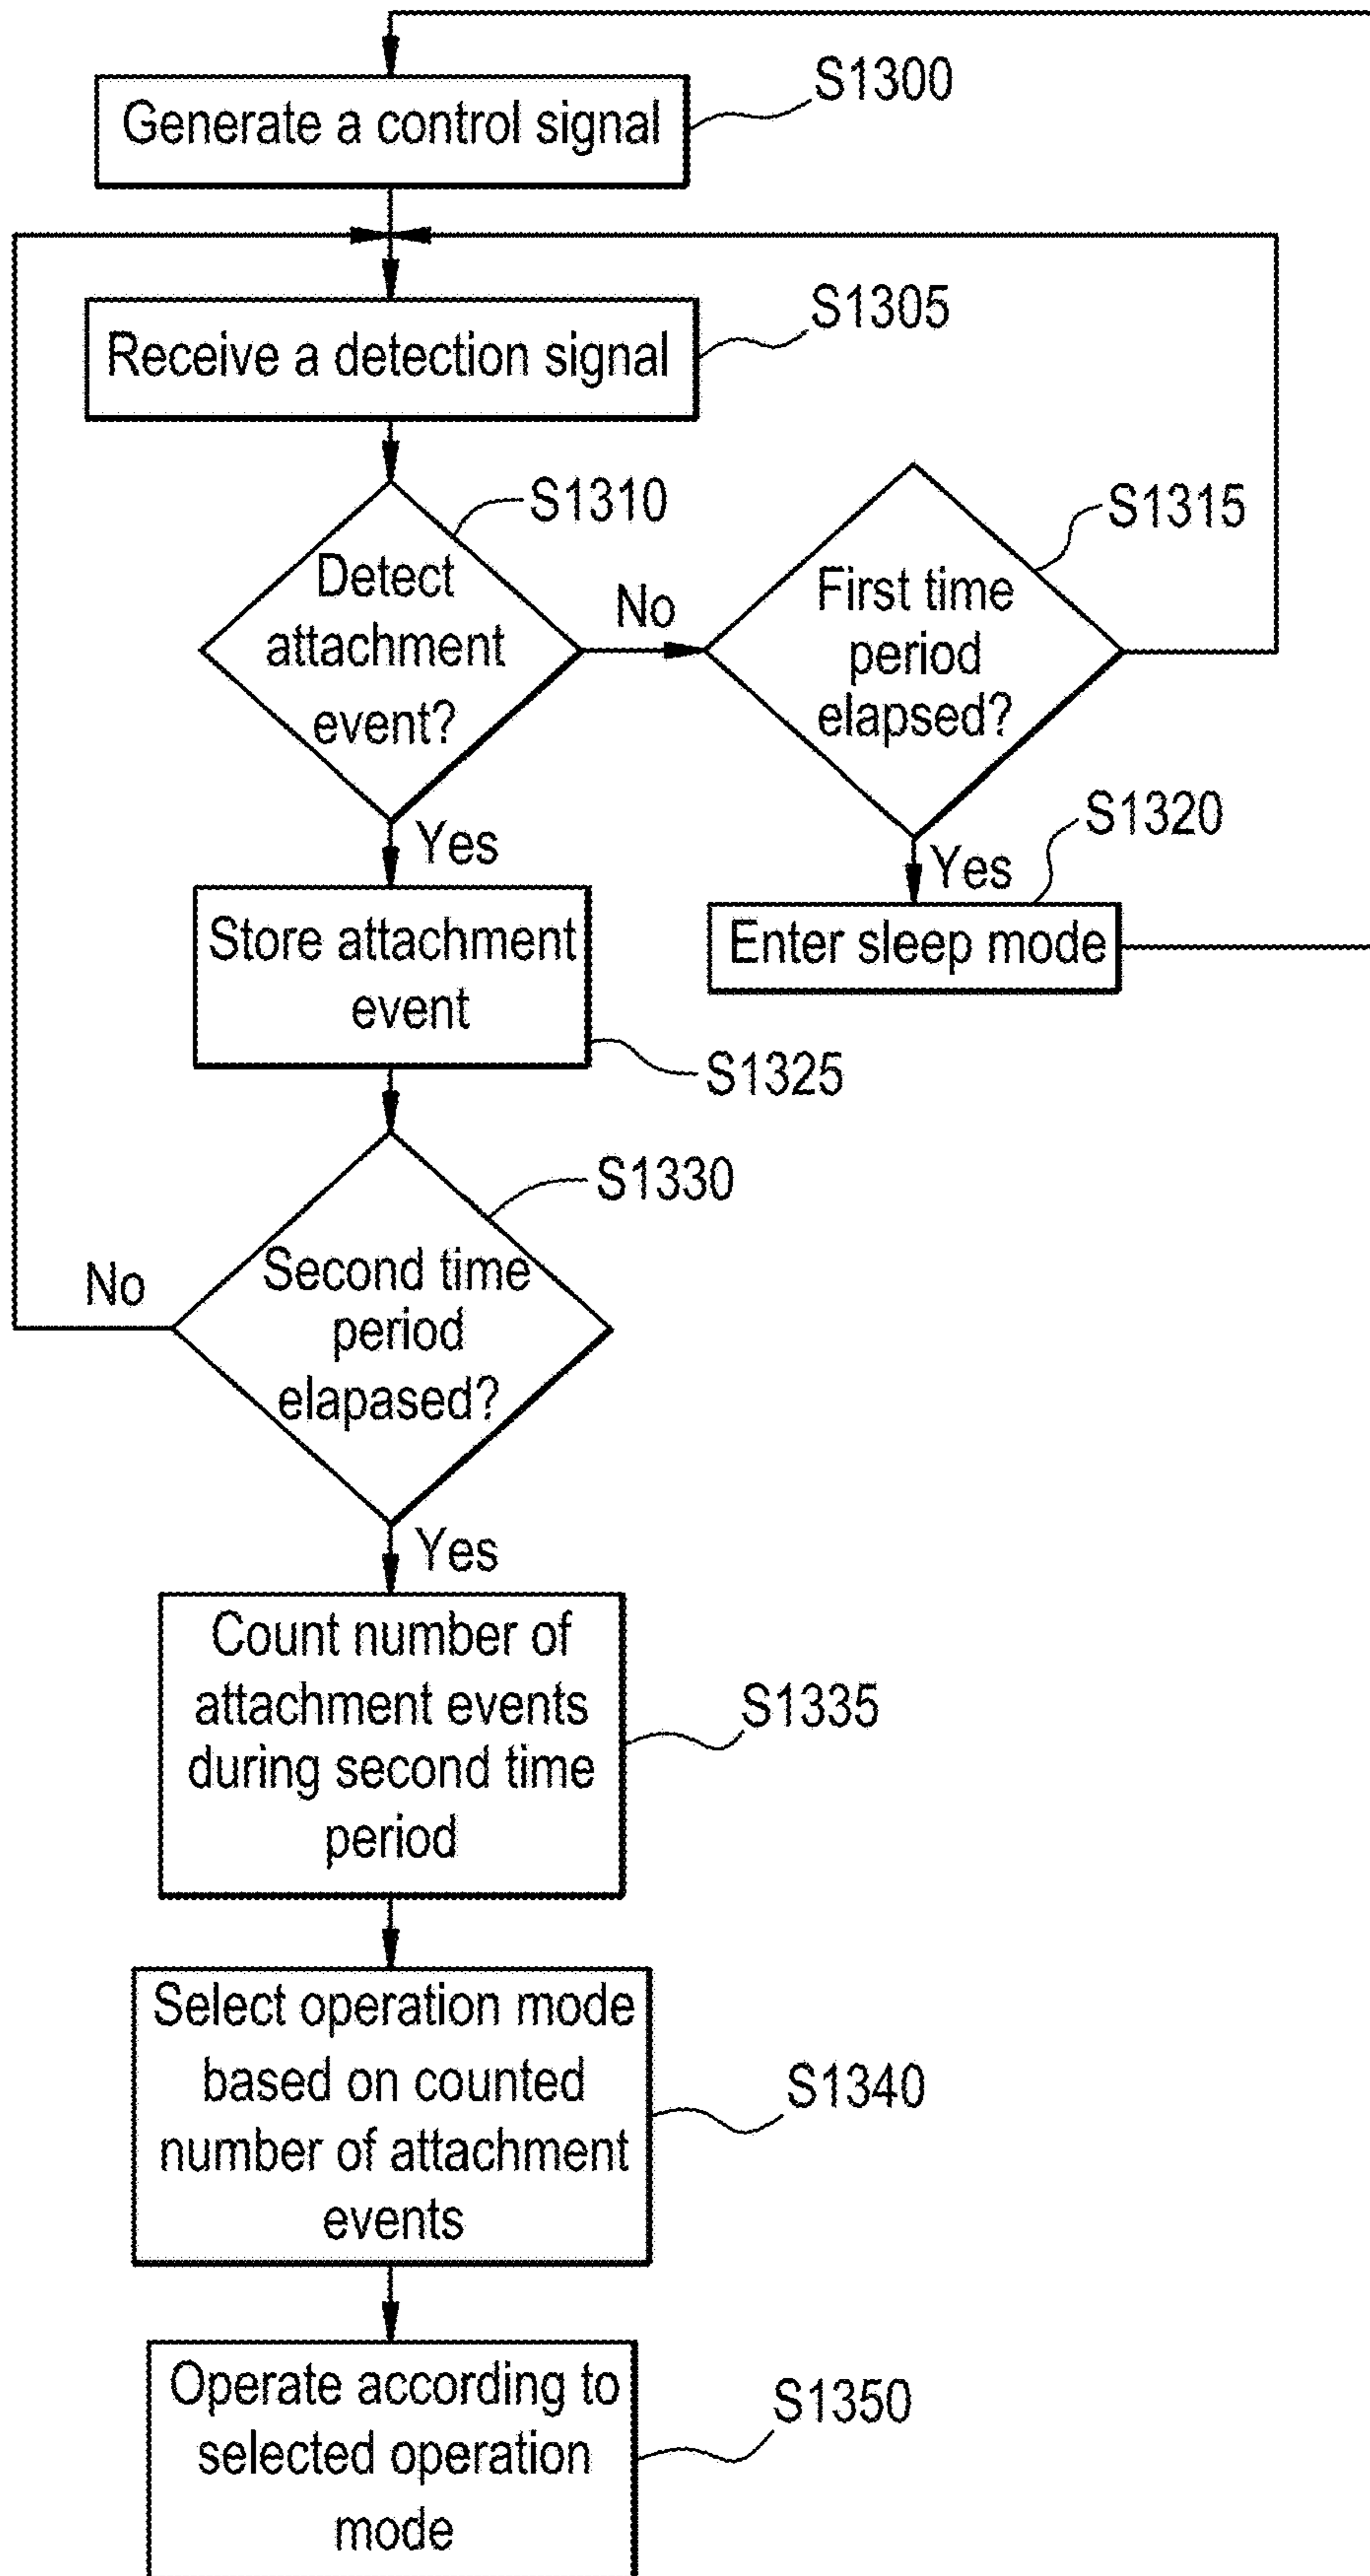 S1300
Generate a control signal
S1305
Receive a detection signal
S1310
Detect
attachment
event?
No
S1315
First time
period
elapsed?
Yes
S1320
Enter sleep mode
Yes
Store attachment
event
S1325
S1330
Second time
period
elapased?
No
Yes
Count number of
attachment events
during second time
period
S1335
Select operation mode
based on counted
number of attachment
events
S1340
Operate according to
selected operation
mode
S1350